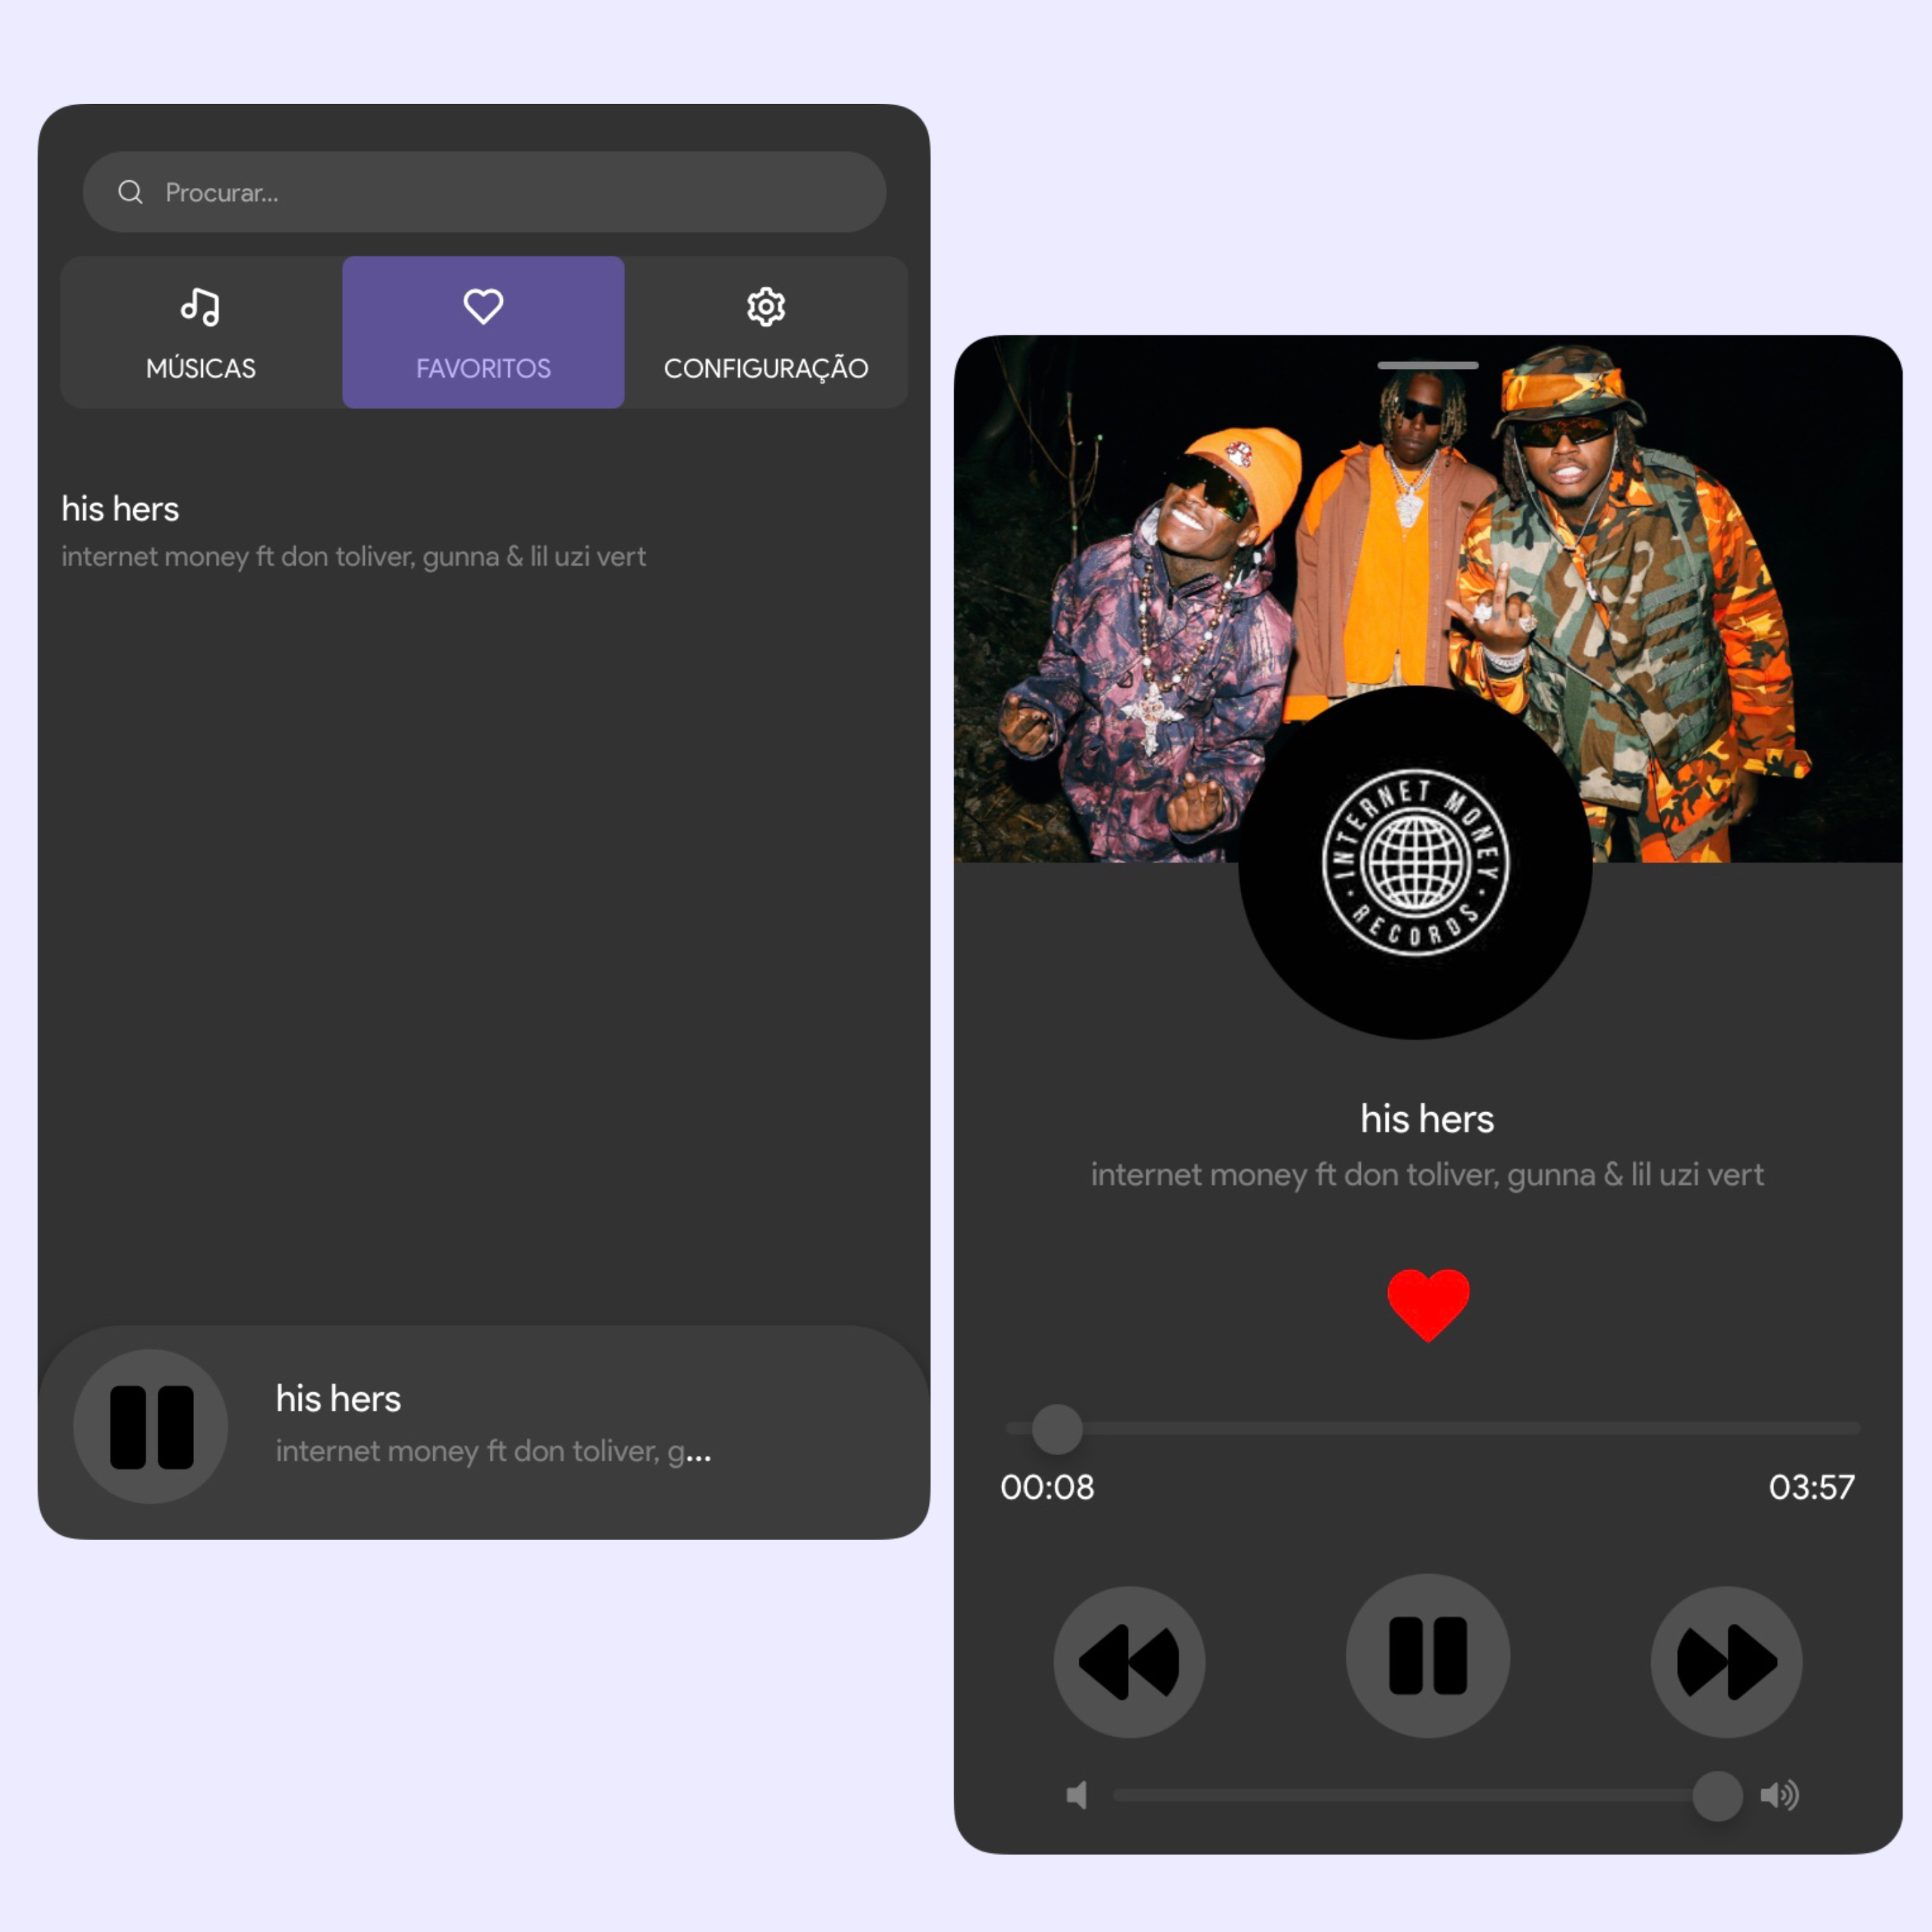 Procurar...
MÚSICAS
FAVORITOS
CONFIGURAÇÃO
his hers
internet money ft don toliver, gunna & lil uzi vert
his hers
internet money ft don toliver, g...
INTERNET MONEY
RECORDS
his hers
internet money ft don toliver, gunna & lil uzi vert
00:08
03:57